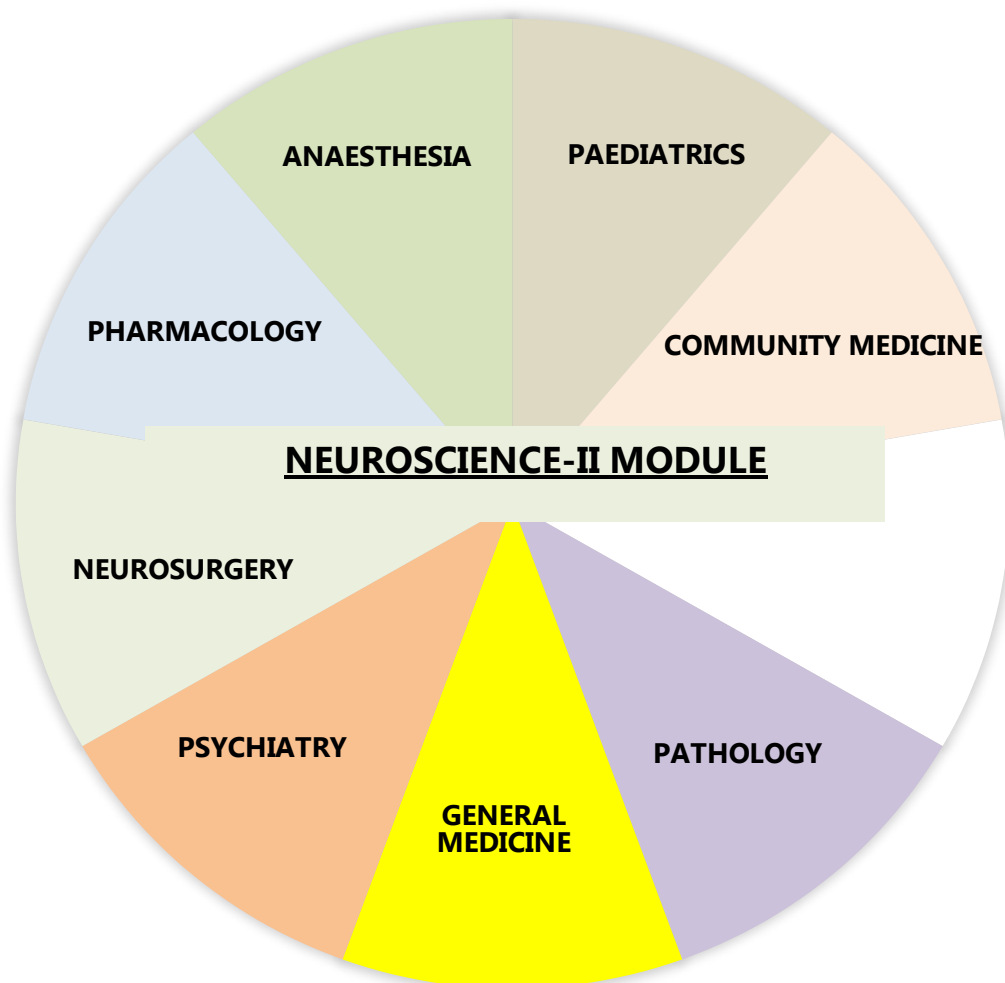 ANAESTHESIA
PAEDIATRICS
PHARMACOLOGY
COMMUNITY MEDICINE
NEUROSCIENCE-II MODULE
NEUROSURGERY
PSYCHIATRY
PATHOLOGY
GENERAL
MEDICINE